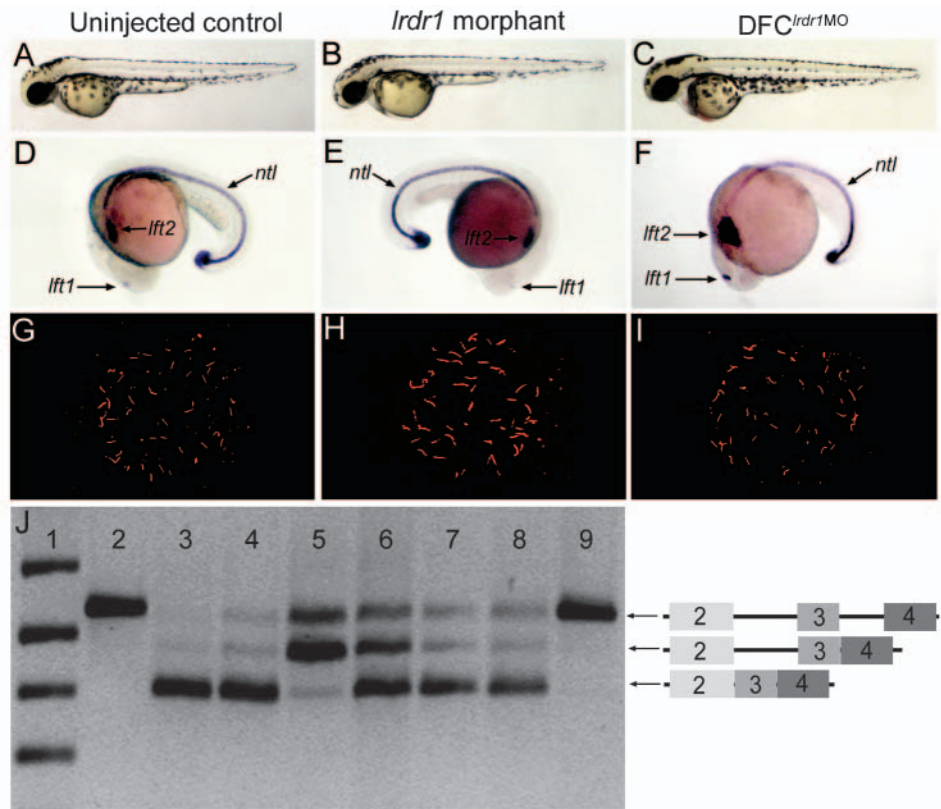 Uninjected control lrdr1 morphant DFClrdr1MO
A B C
D ntl lft2 lft1
E ntl lft2 lft1
F ntl lft2 lft1
G H I
J
1 2 3 4 5 6 7 8 9
2 3 4
2 3 4
2 3 4